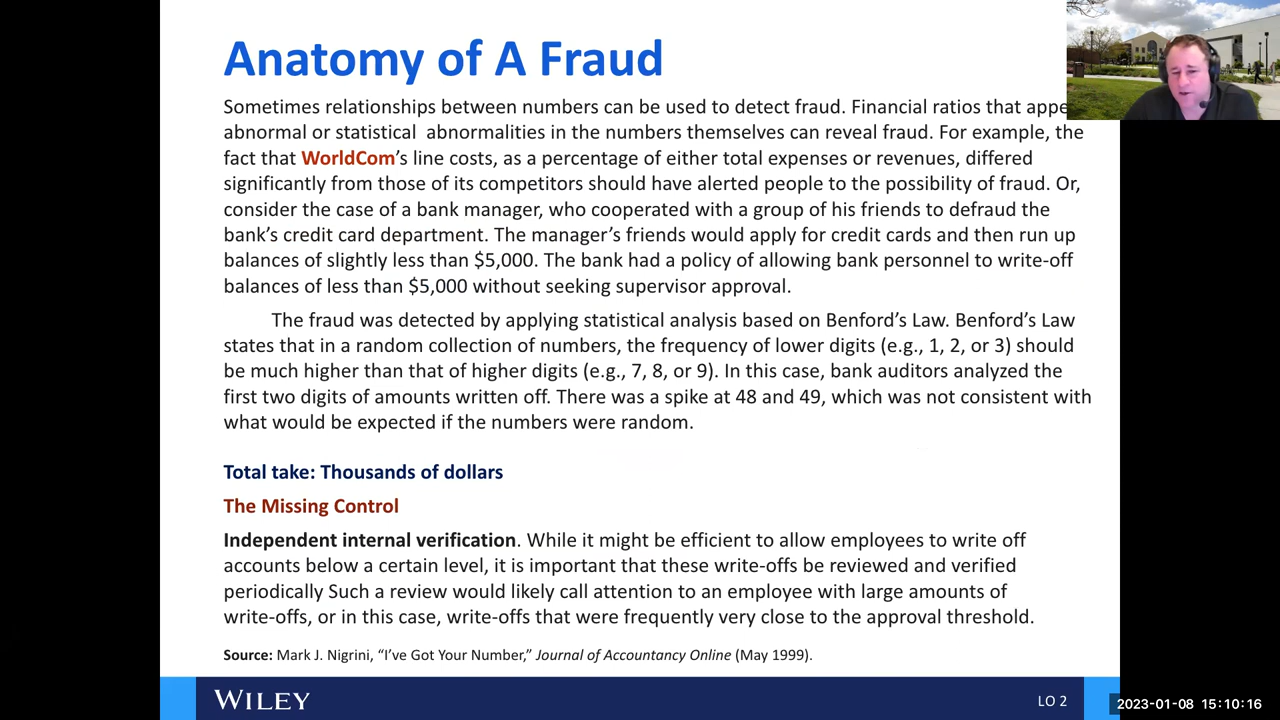 Anatomy of A Fraud
Sometimes relationships between numbers can be used to detect fraud. Financial ratios that
abnormal or statistical abnormalities in the numbers themselves can reveal fraud. For example, the
fact that WorldCom's line costs, as a percentage of either total expenses or revenues, differed
significantly from those of its competitors should have alerted people to the possibility of fraud. Or,
consider the case of a bank manager, who cooperated with a group of his friends to defraud the
bank's credit card department. The manager's friends would apply for credit cards and then run up
balances of slightly less than $5,000. The bank had a policy of allowing bank personnel to write-off
balances of less than $5,000 without seeking supervisor approval.
The fraud was detected by applying statistical analysis based on Benford's Law. Benford's Law
states that in a random collection of numbers, the frequency of lower digits (e.g., 1, 2, or 3) should
be much higher than that of higher digits (e.g., 7, 8, or 9). In this case, bank auditors analyzed the
first two digits of amounts written off. There was a spike at 48 and 49, which was not consistent with
what would be expected if the numbers were random.
Total take: Thousands of dollars
The Missing Control
Independent internal verification. While it might be efficient to allow employees to write off
accounts below a certain level, it is important that these write-offs be reviewed and verified
periodically Such a review would likely call attention to an employee with large amounts of
write-offs, or in this case, write-offs that were frequently very close to the approval threshold.
Source: Mark J. Nigrini, "I've Got Your Number," Journal of Accountancy Online (May 1999).
WILEY
LO 2
2023-01-08 15:10:16